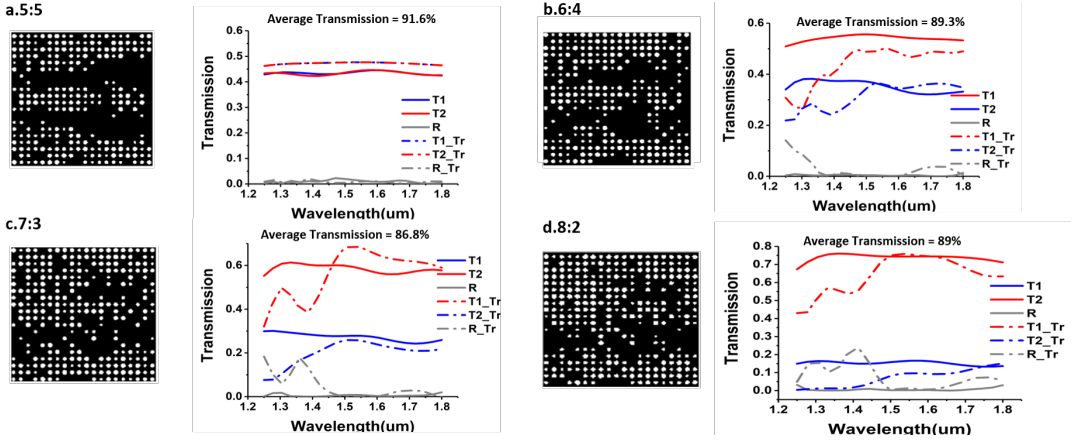 a.5:5
Average Transmission = 91.6%
0.6
0.5
0.4
0.3
0.2
0.1
0.0
Transmission
T1
T2
R
T1_Tr
T2_Tr
R_Tr
1.2 1.3 1.4 1.5 1.6 1.7 1.8
Wavelength(um)
b.6:4
Average Transmission = 89.3%
0.6
0.4
0.2
0.0
Transmission
T1
T2
R
T1_Tr
T2_Tr
R_Tr
1.2 1.3 1.4 1.5 1.6 1.7 1.8
Wavelength(um)
c.7:3
Average Transmission = 86.8%
0.6
0.4
0.2
0.0
Transmission
T1
T2
R
T1_Tr
T2_Tr
R_Tr
1.2 1.3 1.4 1.5 1.6 1.7 1.8
Wavelength(um)
d.8:2
Average Transmission = 89%
0.8
0.7
0.6
0.5
0.4
0.3
0.2
0.1
0.0
Transmission
T1
T2
R
T1_Tr
T2_Tr
R_Tr
1.2 1.3 1.4 1.5 1.6 1.7 1.8
Wavelength(um)